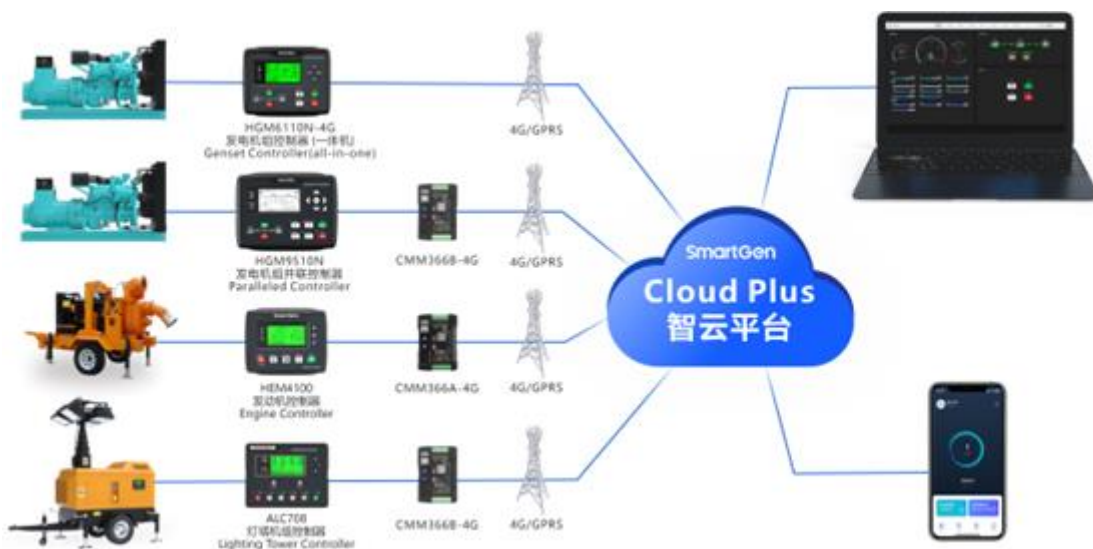 HGM6110N-4G
发电机组控制器 (一体机)
Genset Controller(all-in-one)
4G/GPRS
HGM9510N
发电机组并联控制器
Paralleled Controller
CMM366B-4G
4G/GPRS
SmartGen
Cloud Plus
智云平台
HEM4100
发动机控制器
Engine Controller
CMM366A-4G
4G/GPRS
ALC708
灯塔机组控制器
Lighting Tower Controller
CMM366B-4G
4G/GPRS